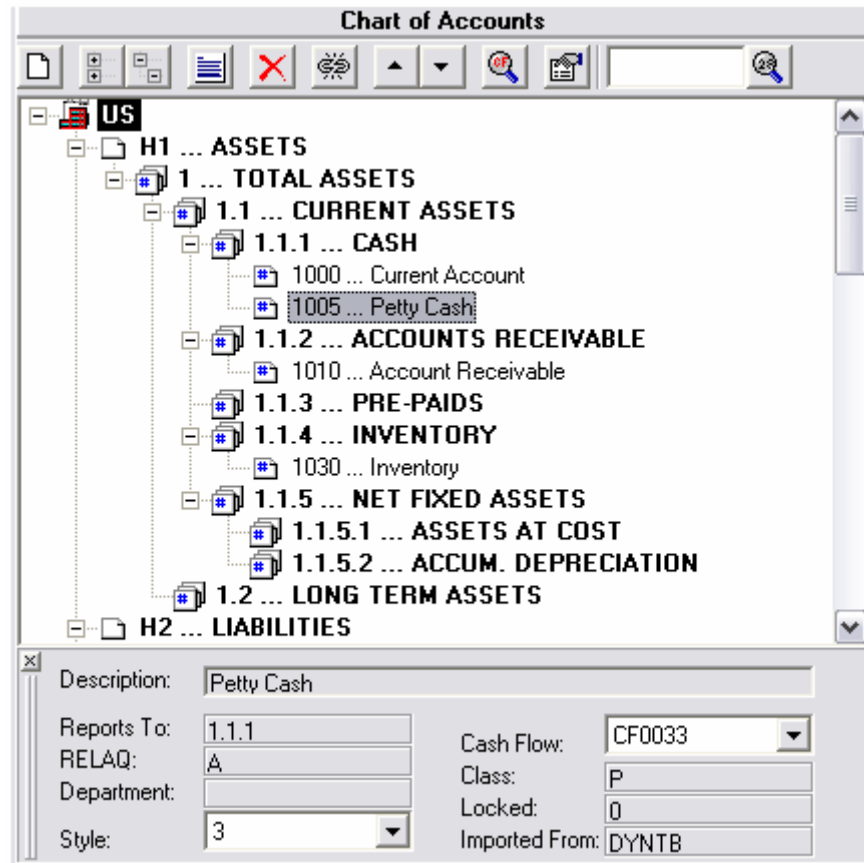 Chart of Accounts
US
H1 ... ASSETS
1 ... TOTAL ASSETS
1.1 ... CURRENT ASSETS
1.1.1 ... CASH
1000 ... Current Account
1005 ... Petty Cash
1.1.2 ... ACCOUNTS RECEIVABLE
1010 ... Account Receivable
1.1.3 ... PRE-PAIDS
1.1.4 ... INVENTORY
1030 ... Inventory
1.1.5 ... NET FIXED ASSETS
1.1.5.1 ... ASSETS AT COST
1.1.5.2 ... ACCUM. DEPRECIATION
1.2 ... LONG TERM ASSETS
H2 ... LIABILITIES
Description: Petty Cash
Reports To: 1.1.1
RELAQ: A
Department:
Style: 3
Cash Flow: CF0033
Class: P
Locked: 0
Imported From: DYNTB